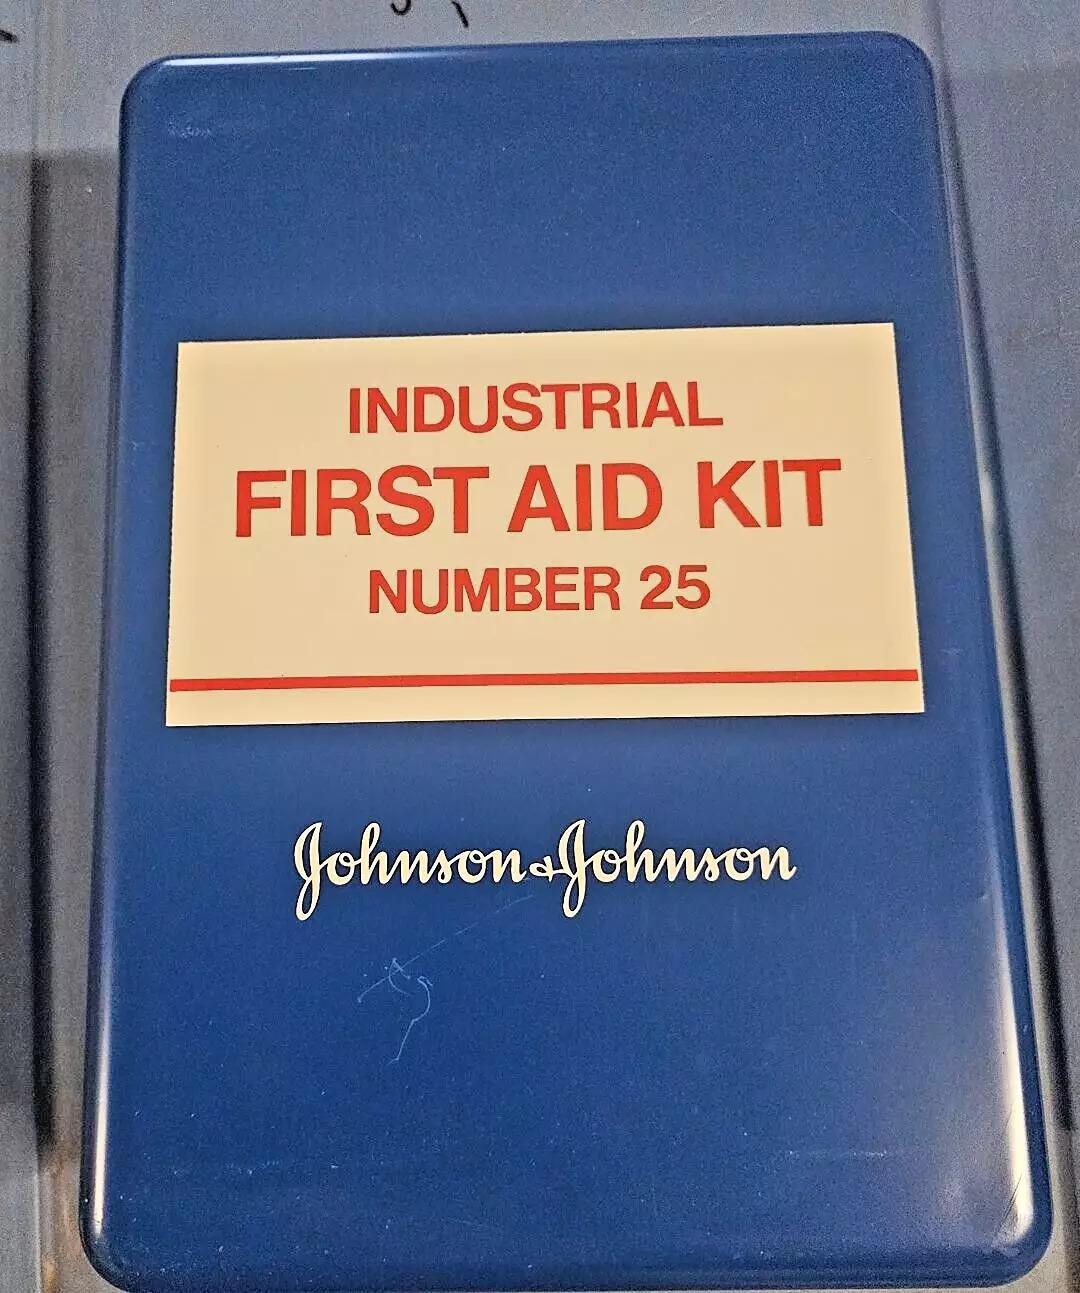 INDUSTRIAL
FIRST AID KIT
NUMBER 25
Johnson & Johnson